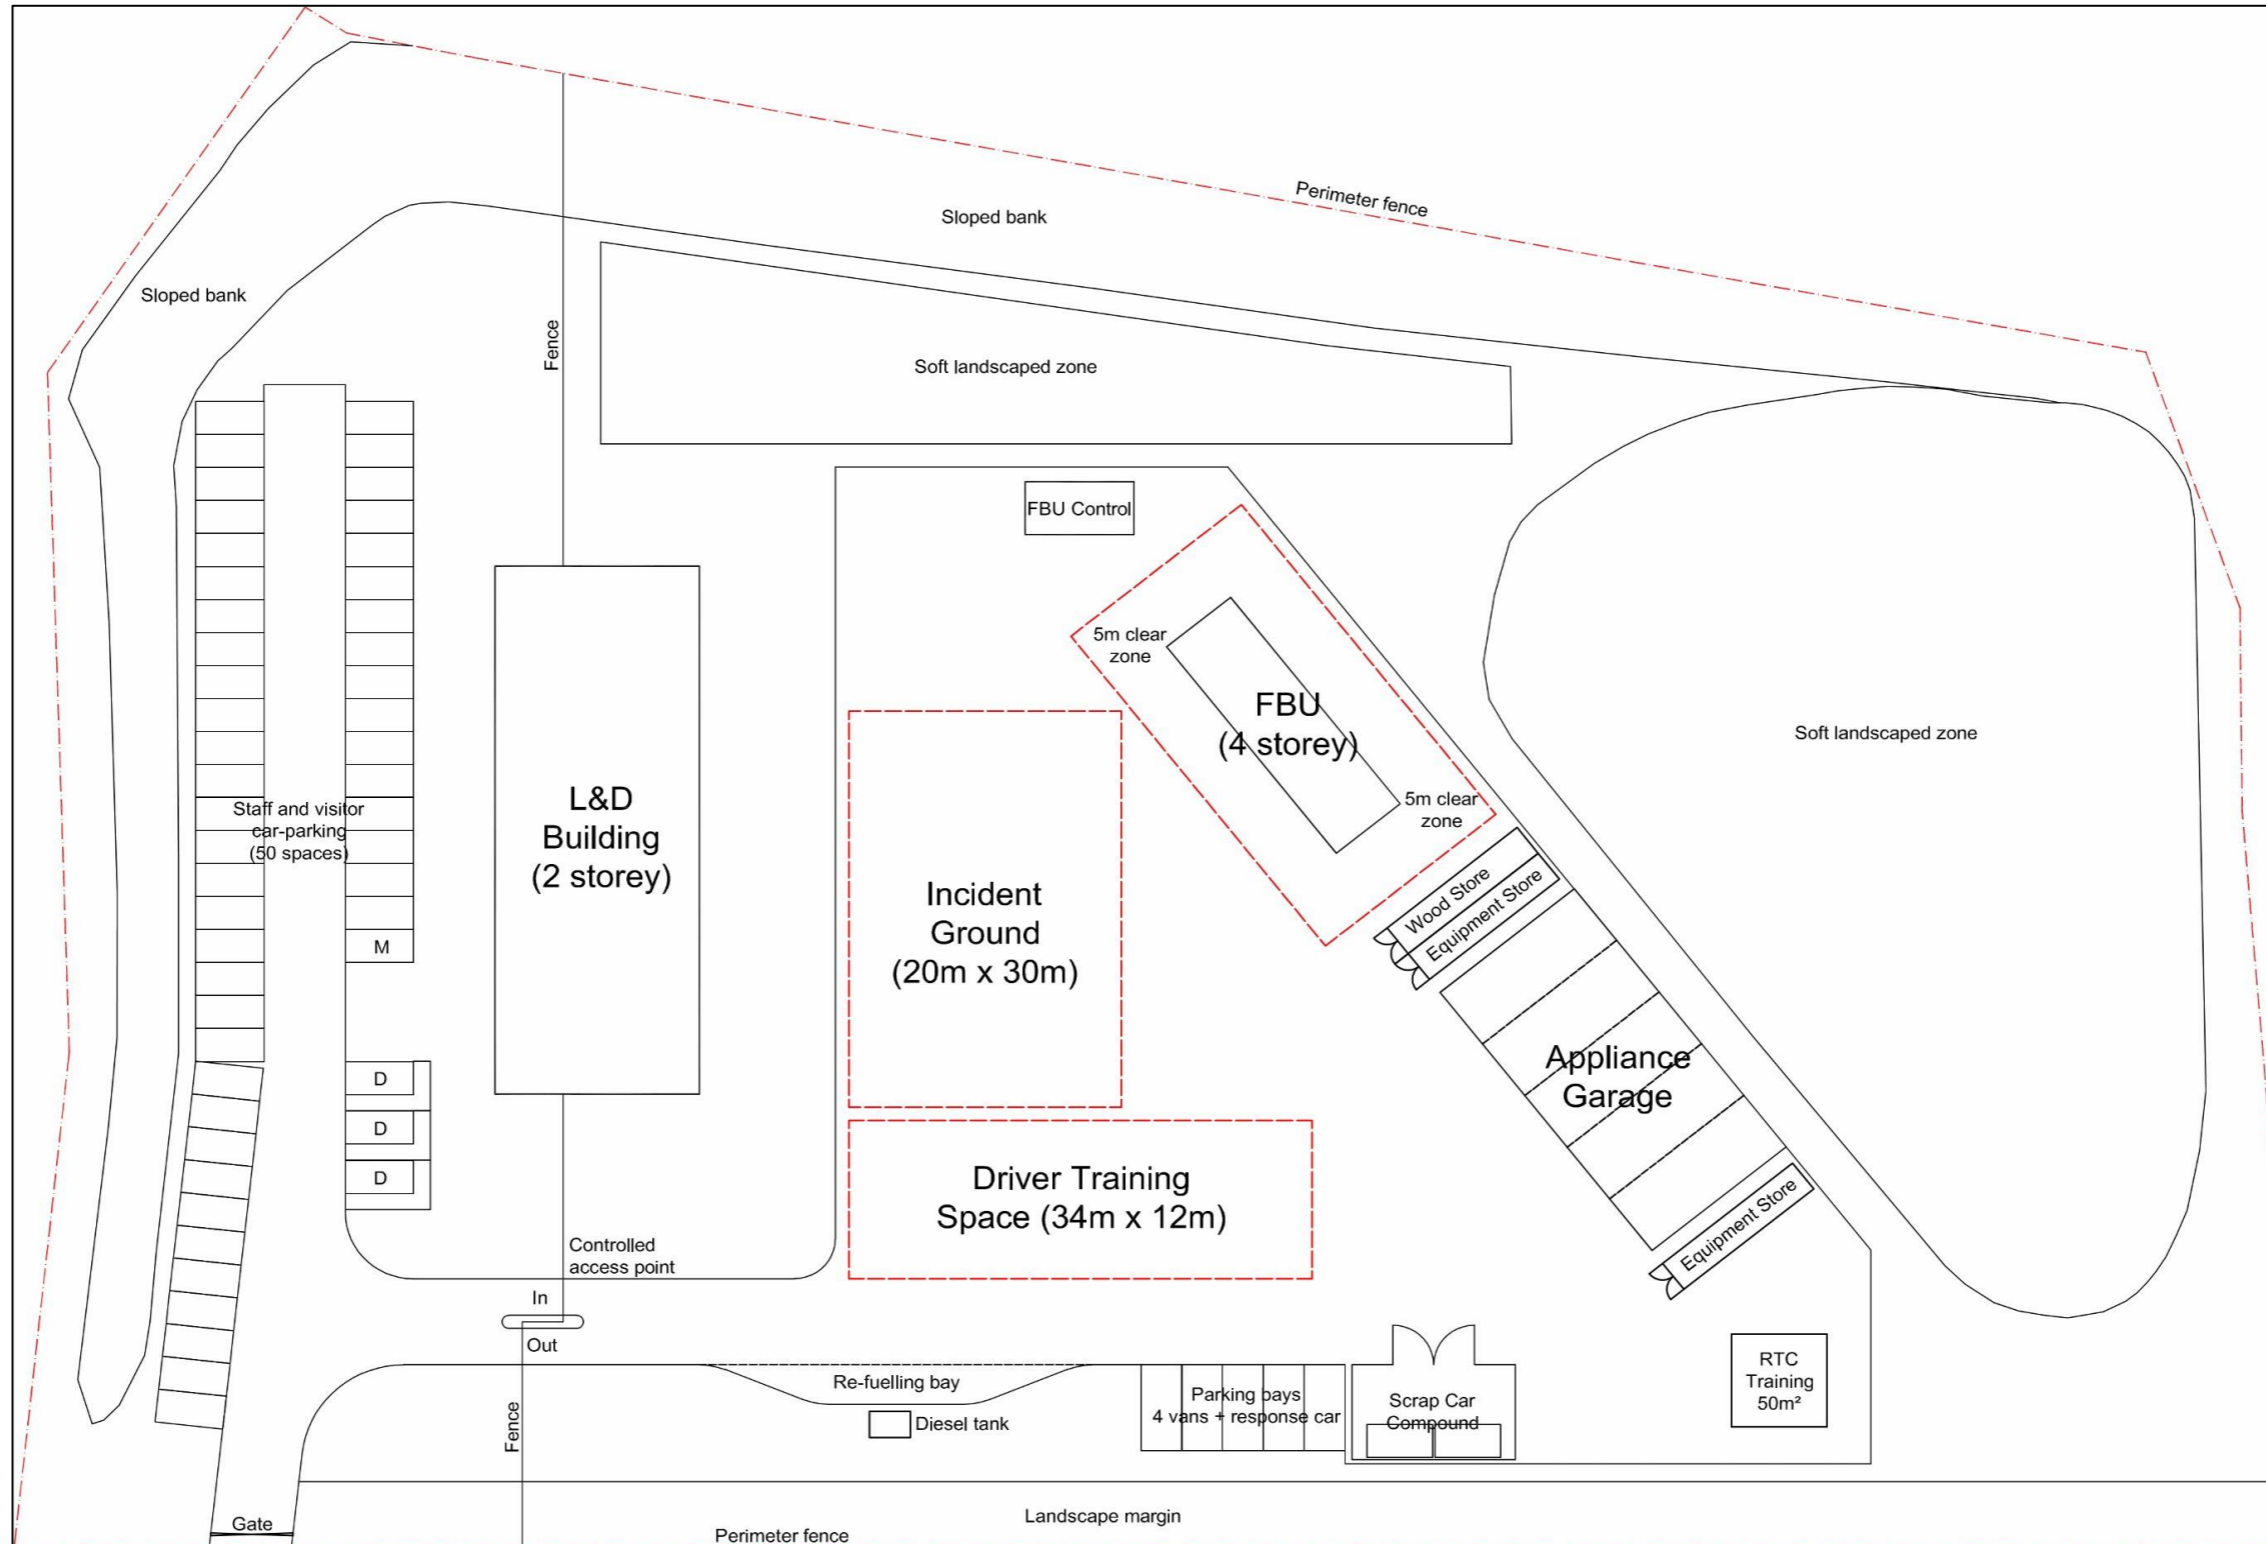 Perimeter fence
Sloped bank
Sloped bank
Fence
Soft landscaped zone
FBU Control
5m clear
zone
FBU
(4 storey)
5m clear
zone
Soft landscaped zone
Staff and visitor
car-parking
(50 spaces)
L&D
Building
(2 storey)
Incident
Ground
(20m x 30m)
Wood Store
Equipment Store
M
Appliance
Garage
D
D
D
Driver Training
Space (34m x 12m)
Equipment Store
Controlled
access point
In
Out
Re-fuelling bay
Diesel tank
Parking bays
4 vans + response car
Scrap Car
Compound
RTC
Training
50m²
Fence
Gate
Landscape margin
Perimeter fence